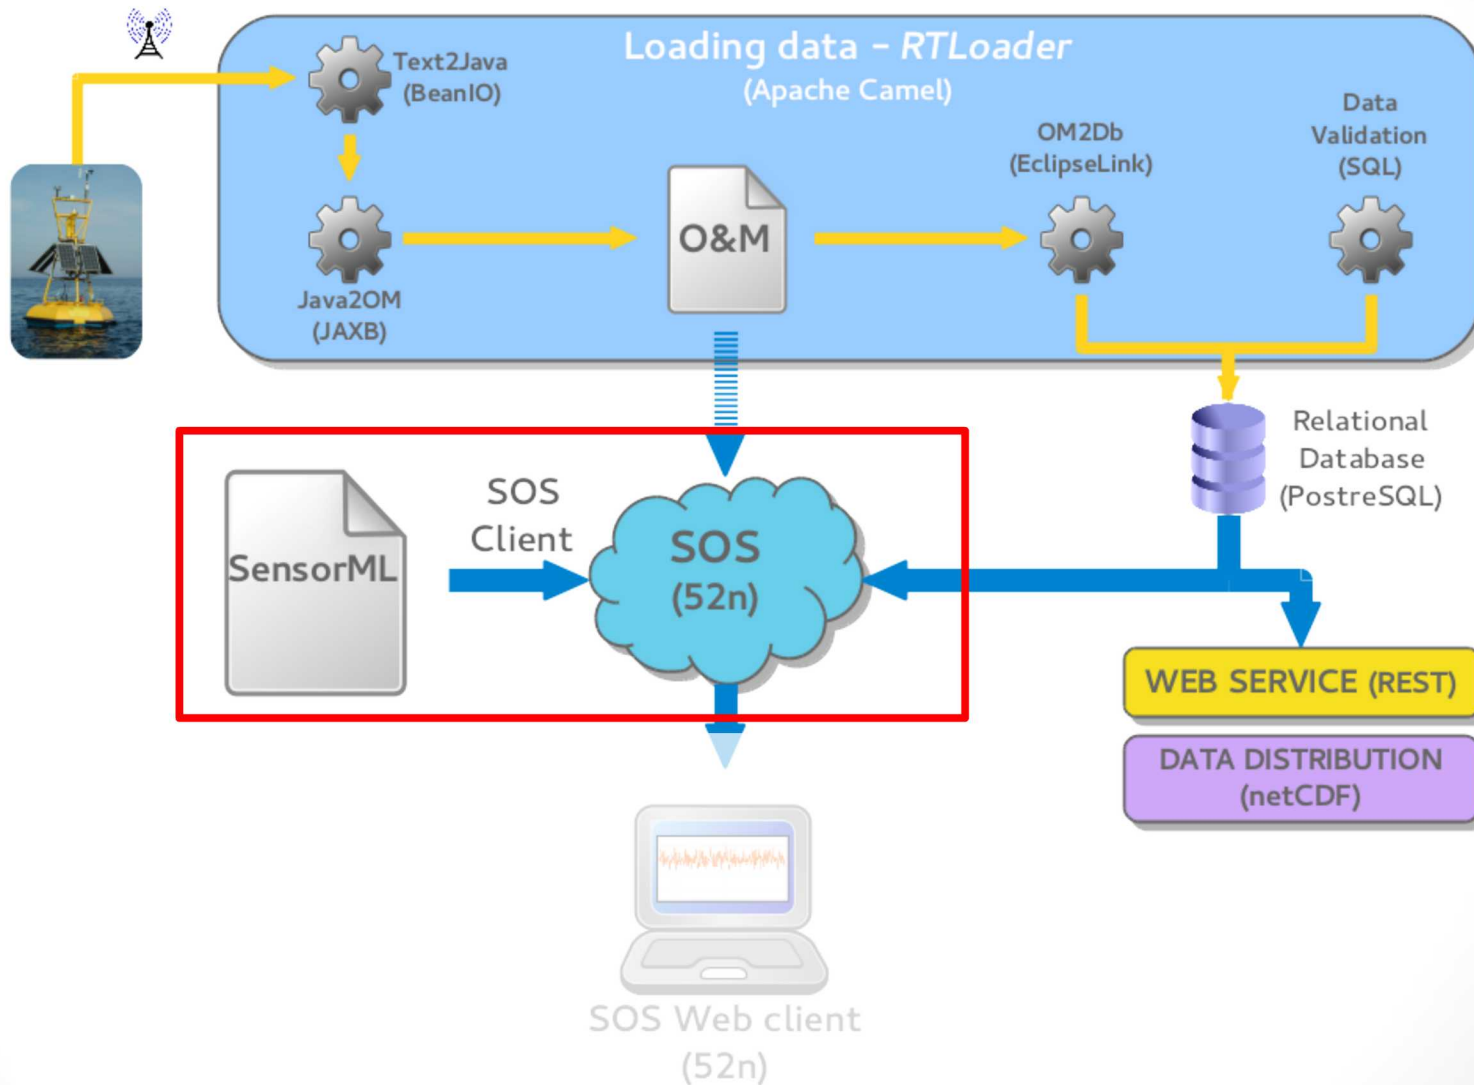 Loading data - RTLoader
(Apache Camel)
Text2Java
(BeanIO)
Java2OM
(JAXB)
O&M
OM2Db
(EclipseLink)
Data
Validation
(SQL)
Relational
Database
(PostreSQL)
SensorML
SOS
Client
SOS
(52n)
WEB SERVICE (REST)
DATA DISTRIBUTION
(netCDF)
SOS Web client
(52n)